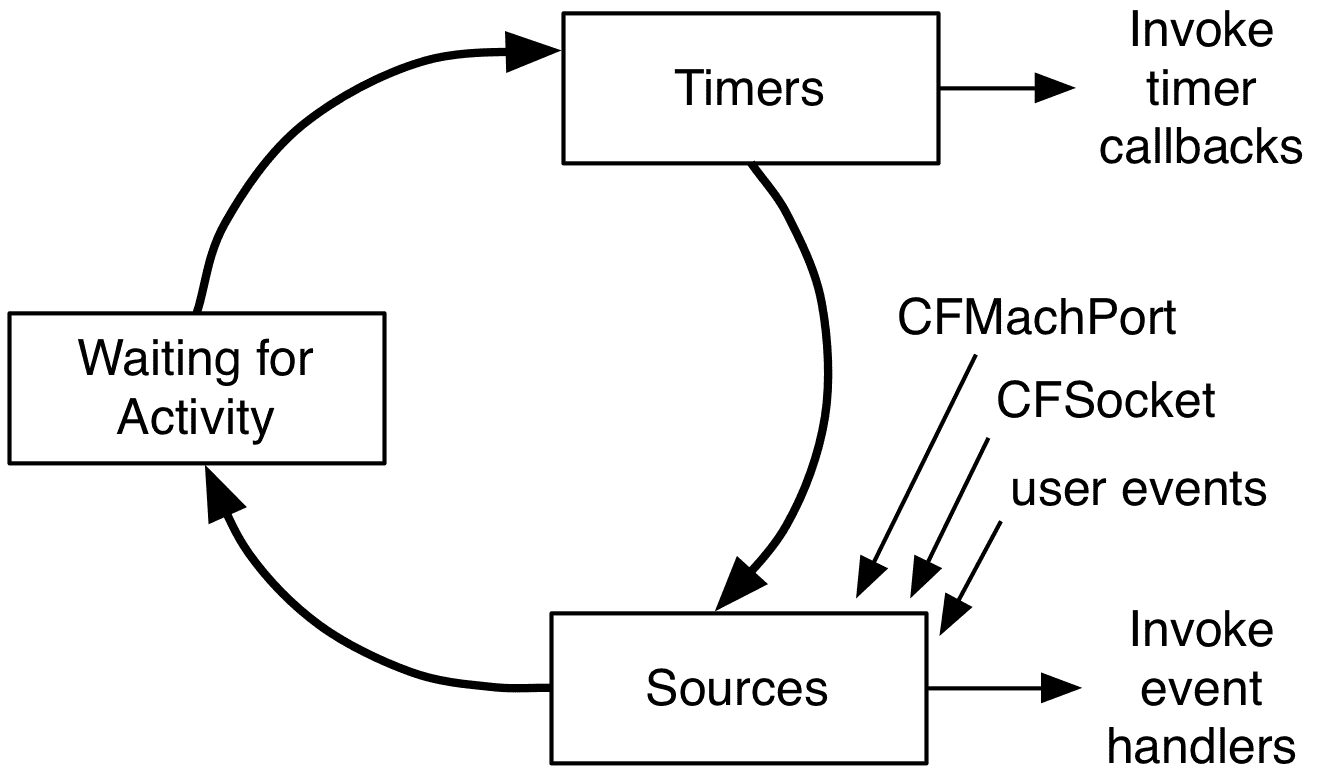 Timers
Invoke
timer
callbacks
Waiting for
Activity
CFMachPort
CFSocket
user events
Sources
Invoke
event
handlers